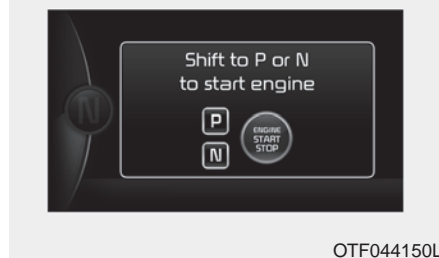 Shift to P or N
to start engine
N
P
ENGINE
START
STOP
N
OTF044150L